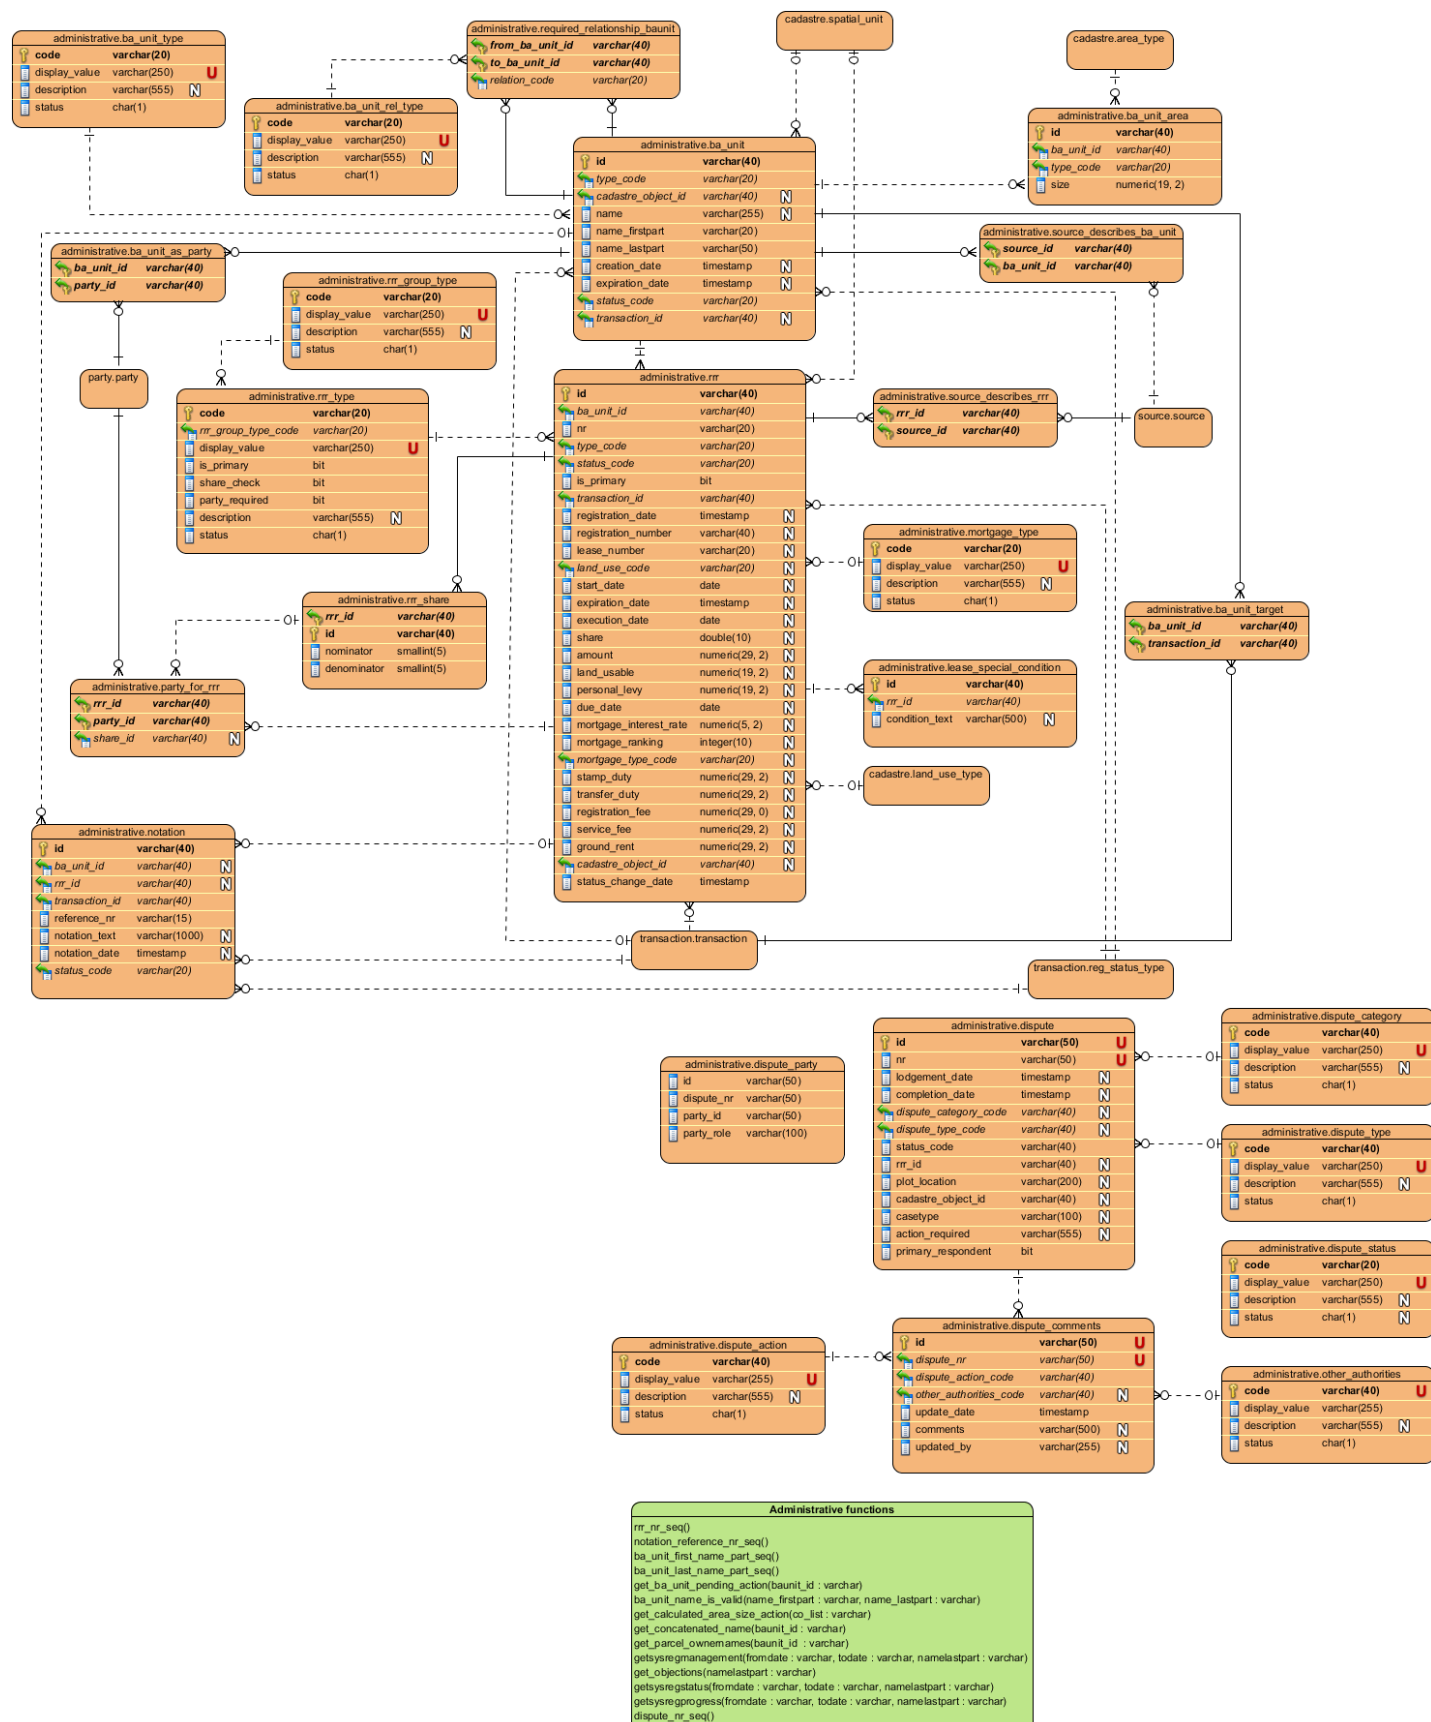 cadastre.spatial_unit
administrative.required_relationship_baunit
from_ba_unit_id varchar(40)
to_ba_unit_id varchar(40)
relation_code varchar(20)
administrative.ba_unit_type
code varchar(20)
display_value varchar(250) U
description varchar(555) N
status char(1)
cadastre.area_type
administrative.ba_unit_rel_type
code varchar(20)
display_value varchar(250) U
description varchar(555) N
status char(1)
administrative.ba_unit_area
id varchar(40)
ba_unit_id varchar(40)
type_code varchar(20)
size numeric(19, 2)
administrative.ba_unit
id varchar(40)
type_code varchar(20)
cadastre_object_id varchar(40) N
name varchar(255) N
name_firstpart varchar(20)
name_lastpart varchar(50)
creation_date timestamp N
expiration_date timestamp N
status_code varchar(20)
transaction_id varchar(40) N
administrative.source_describes_ba_unit
source_id varchar(40)
ba_unit_id varchar(40)
administrative.ba_unit_as_party
ba_unit_id varchar(40)
party_id varchar(40)
administrative.rrr_group_type
code varchar(20)
display_value varchar(250) U
description varchar(555) N
status char(1)
party.party
administrative.rrr_type
code varchar(20)
rrr_group_type_code varchar(20)
display_value varchar(250) U
is_primary bit
share_check bit
party_required bit
description varchar(555) N
status char(1)
administrative.rrr
id varchar(40)
ba_unit_id varchar(40)
nr varchar(20)
type_code varchar(20)
status_code varchar(20)
is_primary bit
transaction_id varchar(40)
registration_date timestamp N
registration_number varchar(40) N
lease_number varchar(20) N
land_use_code varchar(20) N
start_date date N
expiration_date timestamp N
execution_date date N
share double(10) N
amount numeric(29, 2) N
land_usable numeric(19, 2) N
personal_levy numeric(19, 2) N
due_date date N
mortgage_interest_rate numeric(5, 2) N
mortgage_ranking integer(10) N
mortgage_type_code varchar(20) N
stamp_duty numeric(29, 2) N
transfer_duty numeric(29, 2) N
registration_fee numeric(29, 0) N
service_fee numeric(29, 2) N
ground_rent numeric(29, 2) N
cadastre_object_id varchar(40) N
status_change_date timestamp
administrative.source_describes_rrr
rrr_id varchar(40)
source_id varchar(40)
source.source
administrative.mortgage_type
code varchar(20)
display_value varchar(250) U
description varchar(555) N
status char(1)
administrative.rrr_share
rrr_id varchar(40)
id varchar(40)
nominator smallint(5)
denominator smallint(5)
administrative.ba_unit_target
ba_unit_id varchar(40)
transaction_id varchar(40)
administrative.lease_special_condition
id varchar(40)
rrr_id varchar(40)
condition_text varchar(500) N
administrative.party_for_rrr
rrr_id varchar(40)
party_id varchar(40)
share_id varchar(40) N
cadastre.land_use_type
administrative.notation
id varchar(40)
ba_unit_id varchar(40) N
rrr_id varchar(40) N
transaction_id varchar(40)
reference_nr varchar(15)
notation_text varchar(1000) N
notation_date timestamp N
status_code varchar(20)
transaction.transaction
transaction.reg_status_type
administrative.dispute_category
code varchar(40)
display_value varchar(250) U
description varchar(555) N
status char(1)
administrative.dispute
id varchar(50) U
nr varchar(50) U
lodgement_date timestamp N
completion_date timestamp N
dispute_category_code varchar(40) N
dispute_type_code varchar(40) N
status_code varchar(40)
rrr_id varchar(40) N
plot_location varchar(200) N
cadastre_object_id varchar(40) N
casetype varchar(100) N
action_required varchar(555) N
primary_respondent bit
administrative.dispute_party
id varchar(50)
dispute_nr varchar(50)
party_id varchar(50)
party_role varchar(100)
administrative.dispute_type
code varchar(40)
display_value varchar(250) U
description varchar(555) N
status char(1)
administrative.dispute_status
code varchar(20)
display_value varchar(250) U
description varchar(555) N
status char(1) N
administrative.dispute_comments
id varchar(50) U
dispute_nr varchar(50) U
dispute_action_code varchar(40)
other_authorities_code varchar(40) N
update_date timestamp
comments varchar(500) N
updated_by varchar(255) N
administrative.dispute_action
code varchar(40)
display_value varchar(255) U
description varchar(555) N
status char(1)
administrative.other_authorities
code varchar(40) U
display_value varchar(255)
description varchar(555) N
status char(1)
Administrative functions
rrr_nr_seq()
notation_reference_nr_seq()
ba_unit_first_name_part_seq()
ba_unit_last_name_part_seq()
get_ba_unit_pending_action(baunit_id : varchar)
ba_unit_name_is_valid(name_firstpart : varchar, name_lastpart : varchar)
get_calculated_area_size_action(co_list : varchar)
get_concatenated_name(baunit_id : varchar)
get_parcel_ownernames(baunit_id : varchar)
getsysregmanagement(fromdate : varchar, todate : varchar, namelastpart : varchar)
get_objections(namelastpart : varchar)
getsysregstatus(fromdate : varchar, todate : varchar, namelastpart : varchar)
getsysregprogress(fromdate : varchar, todate : varchar, namelastpart : varchar)
dispute_nr_seq()